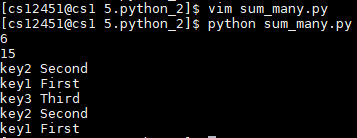 [cs12451@cs1 5.python_2]$ vim sum_many.py
[cs12451@cs1 5.python_2]$ python sum_many.py
6
15
key2 Second
key1 First
key3 Third
key2 Second
key1 First